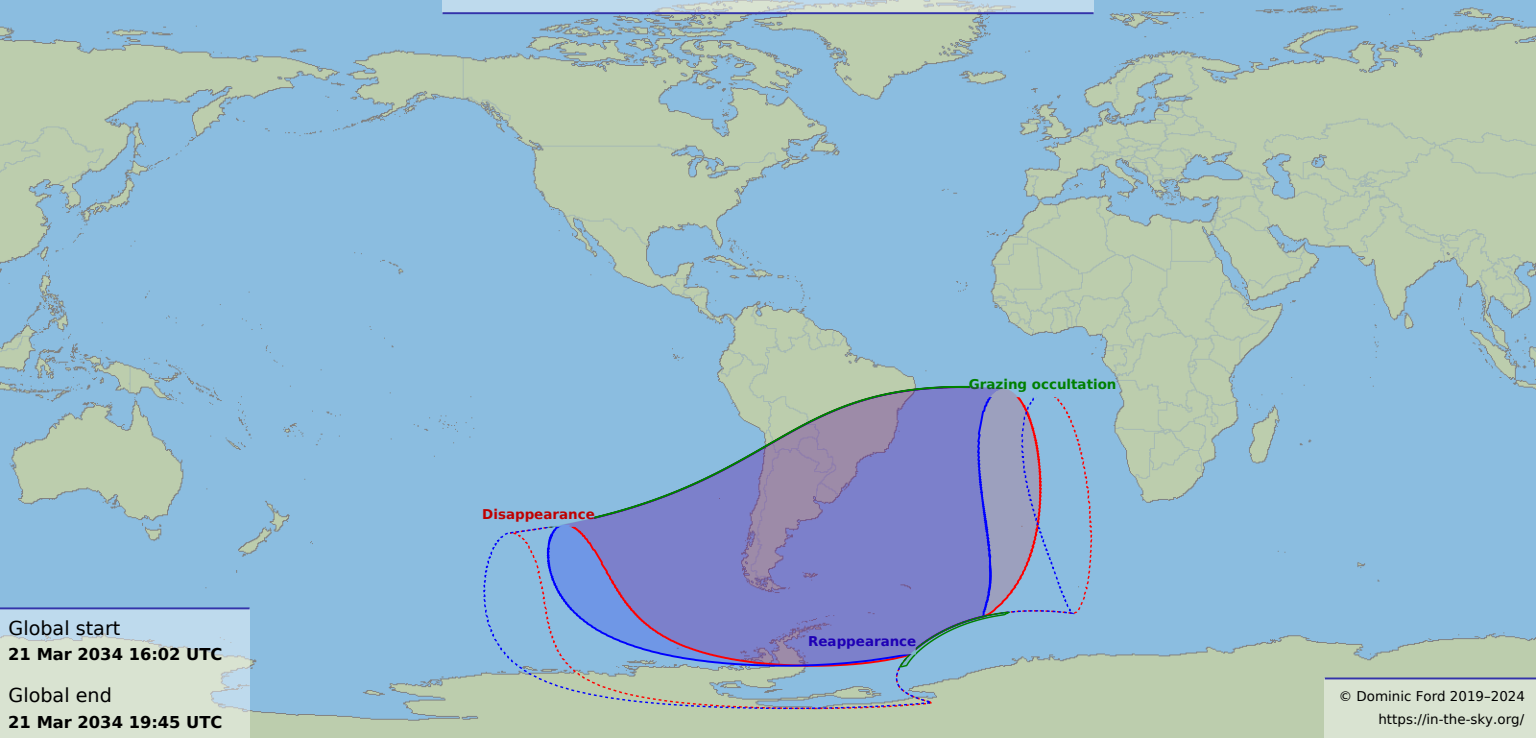 Grazing occultation
Disappearance
Reappearance
Global start
21 Mar 2034 16:02 UTC
Global end
21 Mar 2034 19:45 UTC
© Dominic Ford 2019–2024
https://in-the-sky.org/